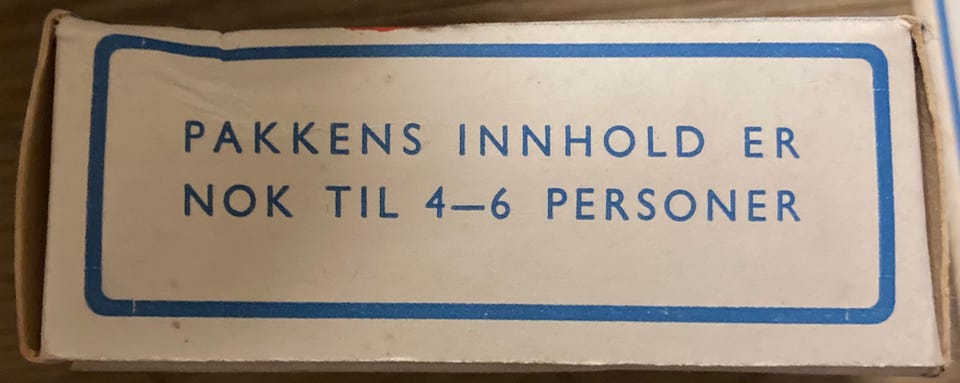 PAKKENS INNHOLD ER
NOK TIL 4—6 PERSONER